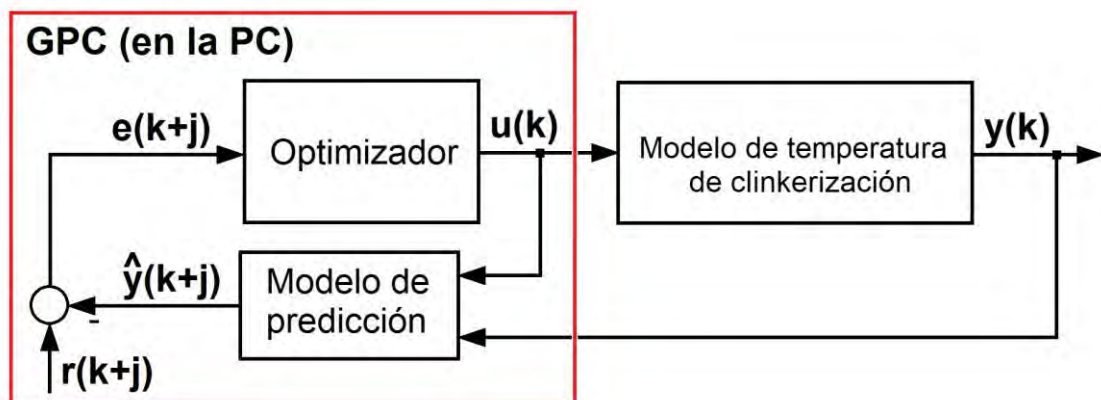 GPC (en la PC)
e(k+j)
Optimizador
u(k)
Modelo de temperatura
de clinkerización
y(k)
ŷ(k+j)
Modelo de
predicción
-
r(k+j)